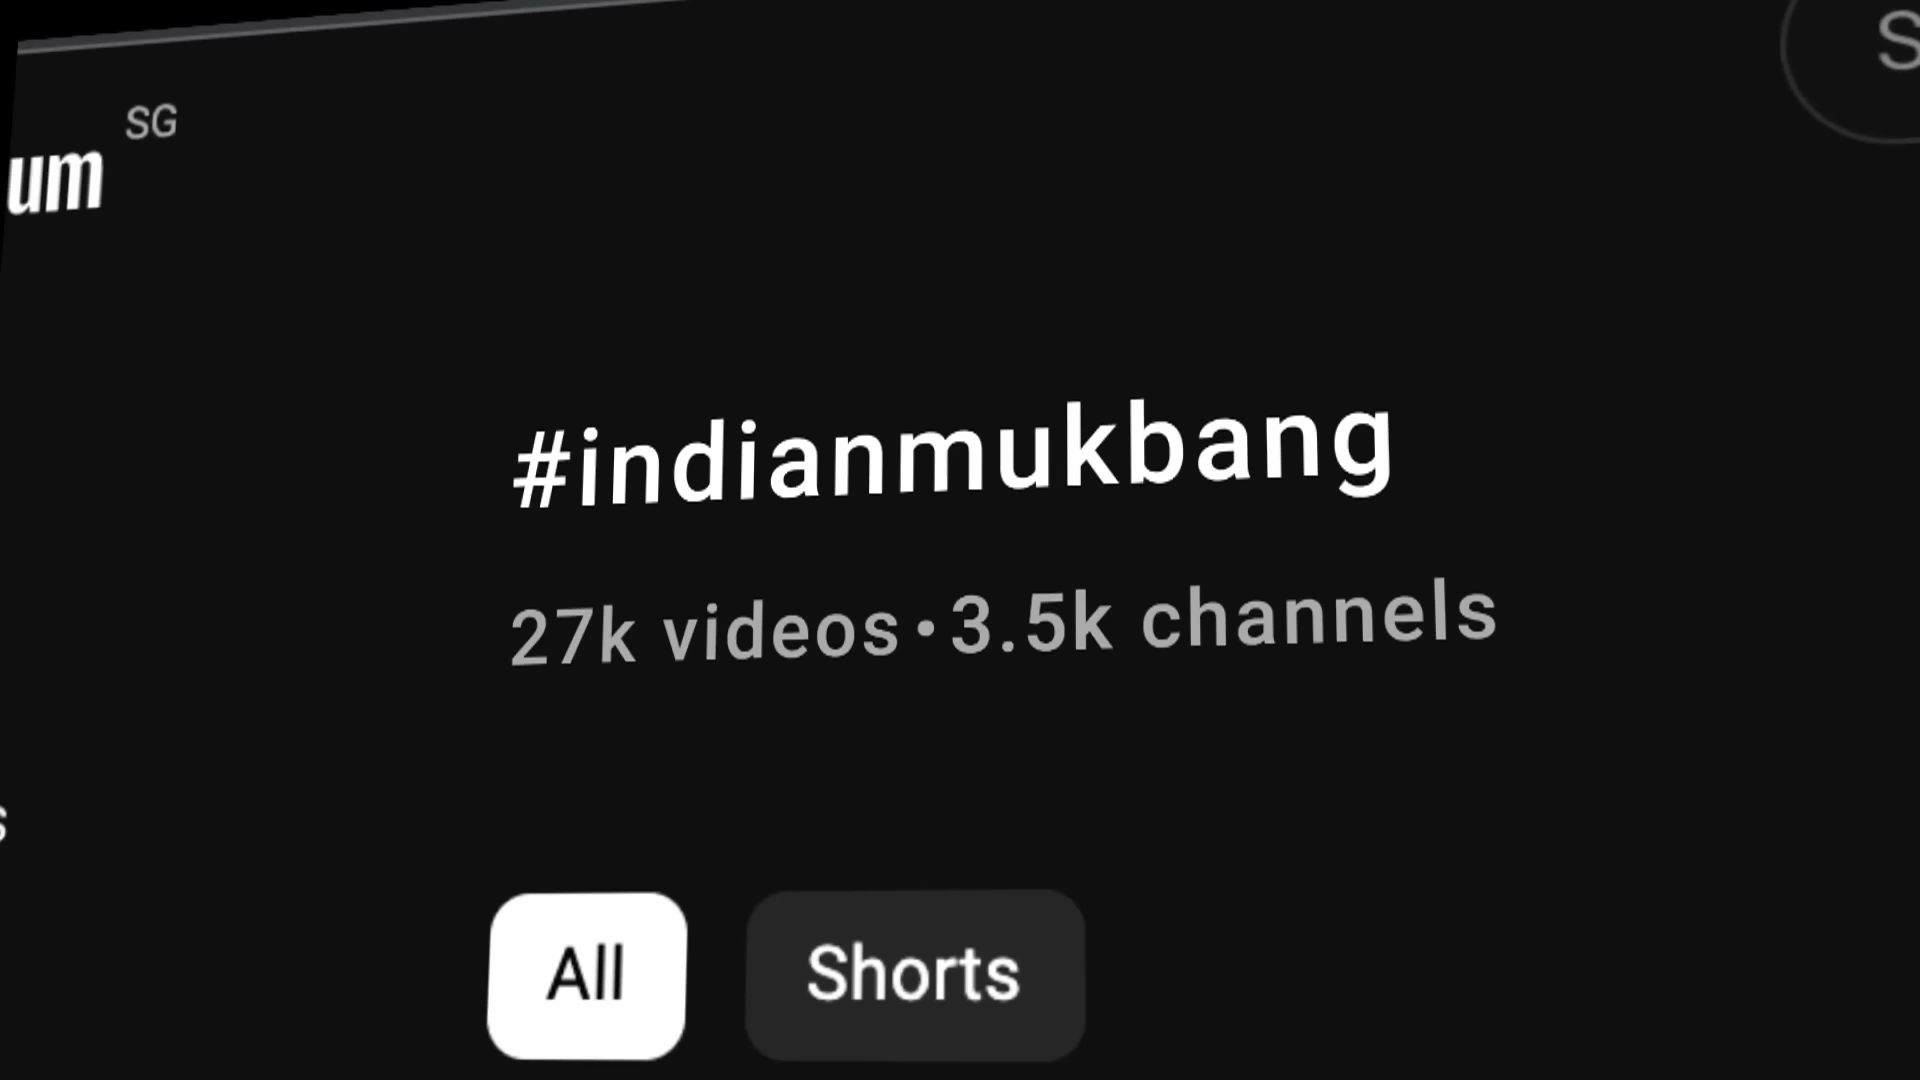 SG
um
#indianmukbang
27k videos•3.5k channels
All
Shorts